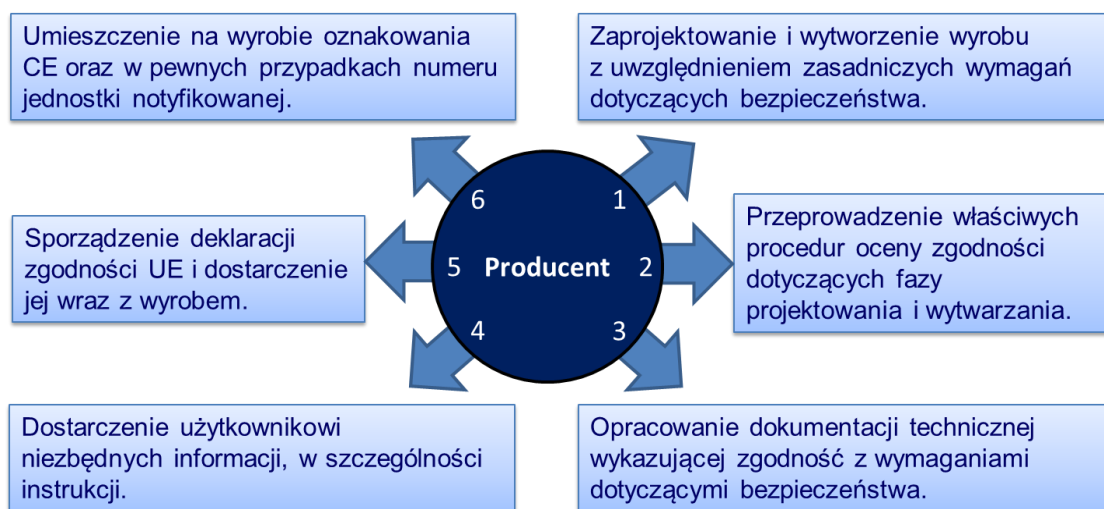 Umieszczenie na wyrobie oznakowania
CE oraz w pewnych przypadkach numeru
jednostki notyfikowanej.
Zaprojektowanie i wytworzenie wyrobu
z uwzględnieniem zasadniczych wymagań
dotyczących bezpieczeństwa.
6
1
Sporządzenie deklaracji
zgodności UE i dostarczenie
jej wraz z wyrobem.
5
Producent
2
Przeprowadzenie właściwych
procedur oceny zgodności
dotyczących fazy
projektowania i wytwarzania.
4
3
Dostarczenie użytkownikowi
niezbędnych informacji, w szczególności
instrukcji.
Opracowanie dokumentacji technicznej
wykazującej zgodność z wymaganiami
dotyczącymi bezpieczeństwa.